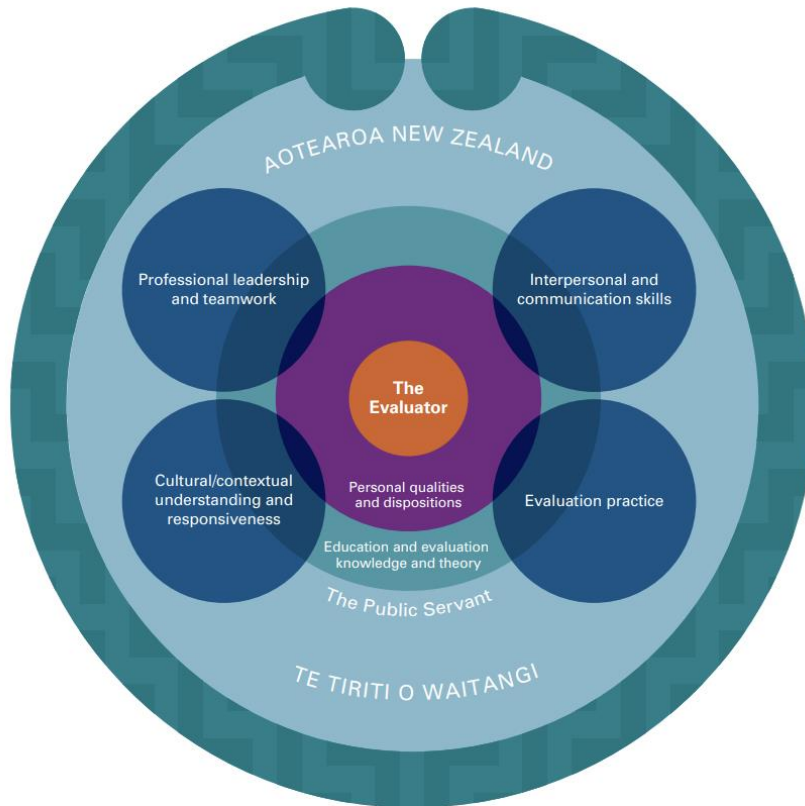 AOTEAROA NEW ZEALAND
Professional leadership
and teamwork
Interpersonal and
communication skills
The
Evaluator
Cultural/contextual
understanding and
responsiveness
Personal qualities
and dispositions
Evaluation practice
Education and evaluation
knowledge and theory
The Public Servant
TE TIRITI O WAITANGI